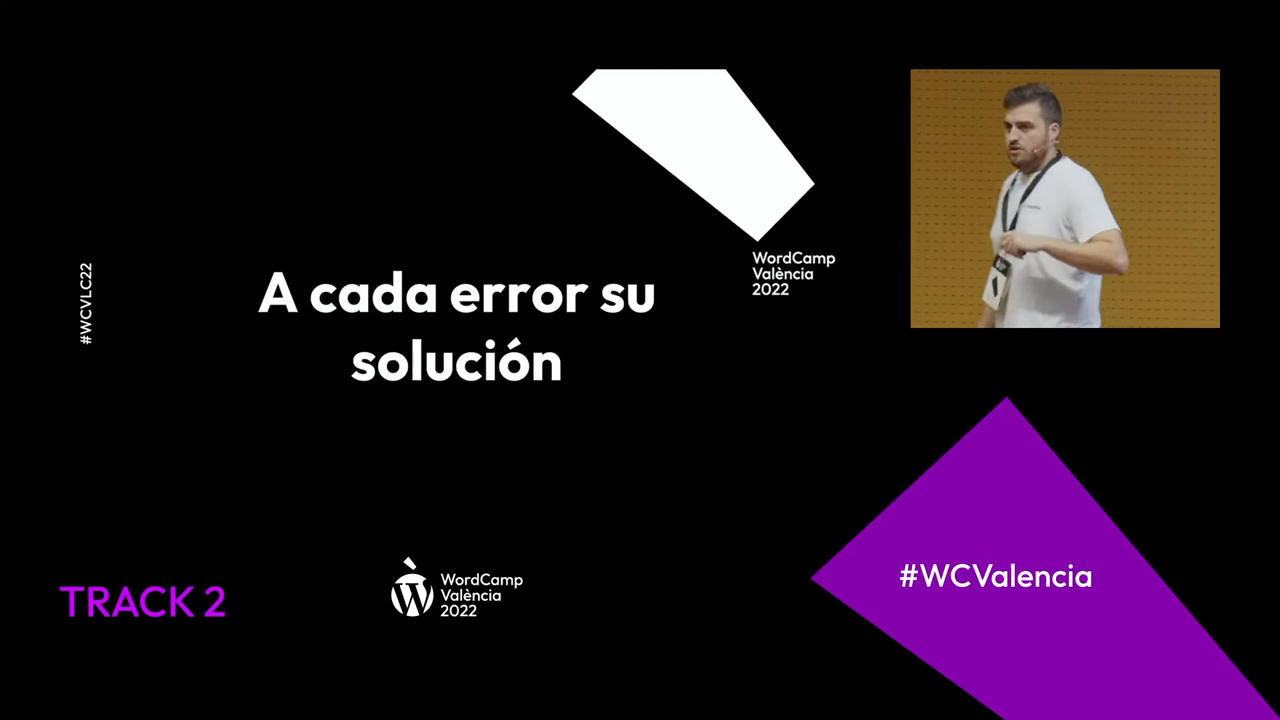 WordCamp
València
2022
#WCVLC22
A cada error su
solución
#WCValencia
TRACK 2
WordCamp
València
2022